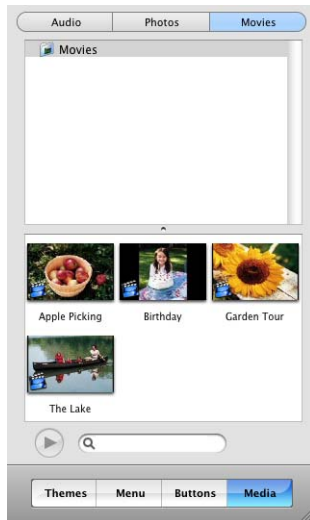 Audio Photos Movies
Movies
Apple Picking Birthday Garden Tour
The Lake
Themes Menu Buttons Media